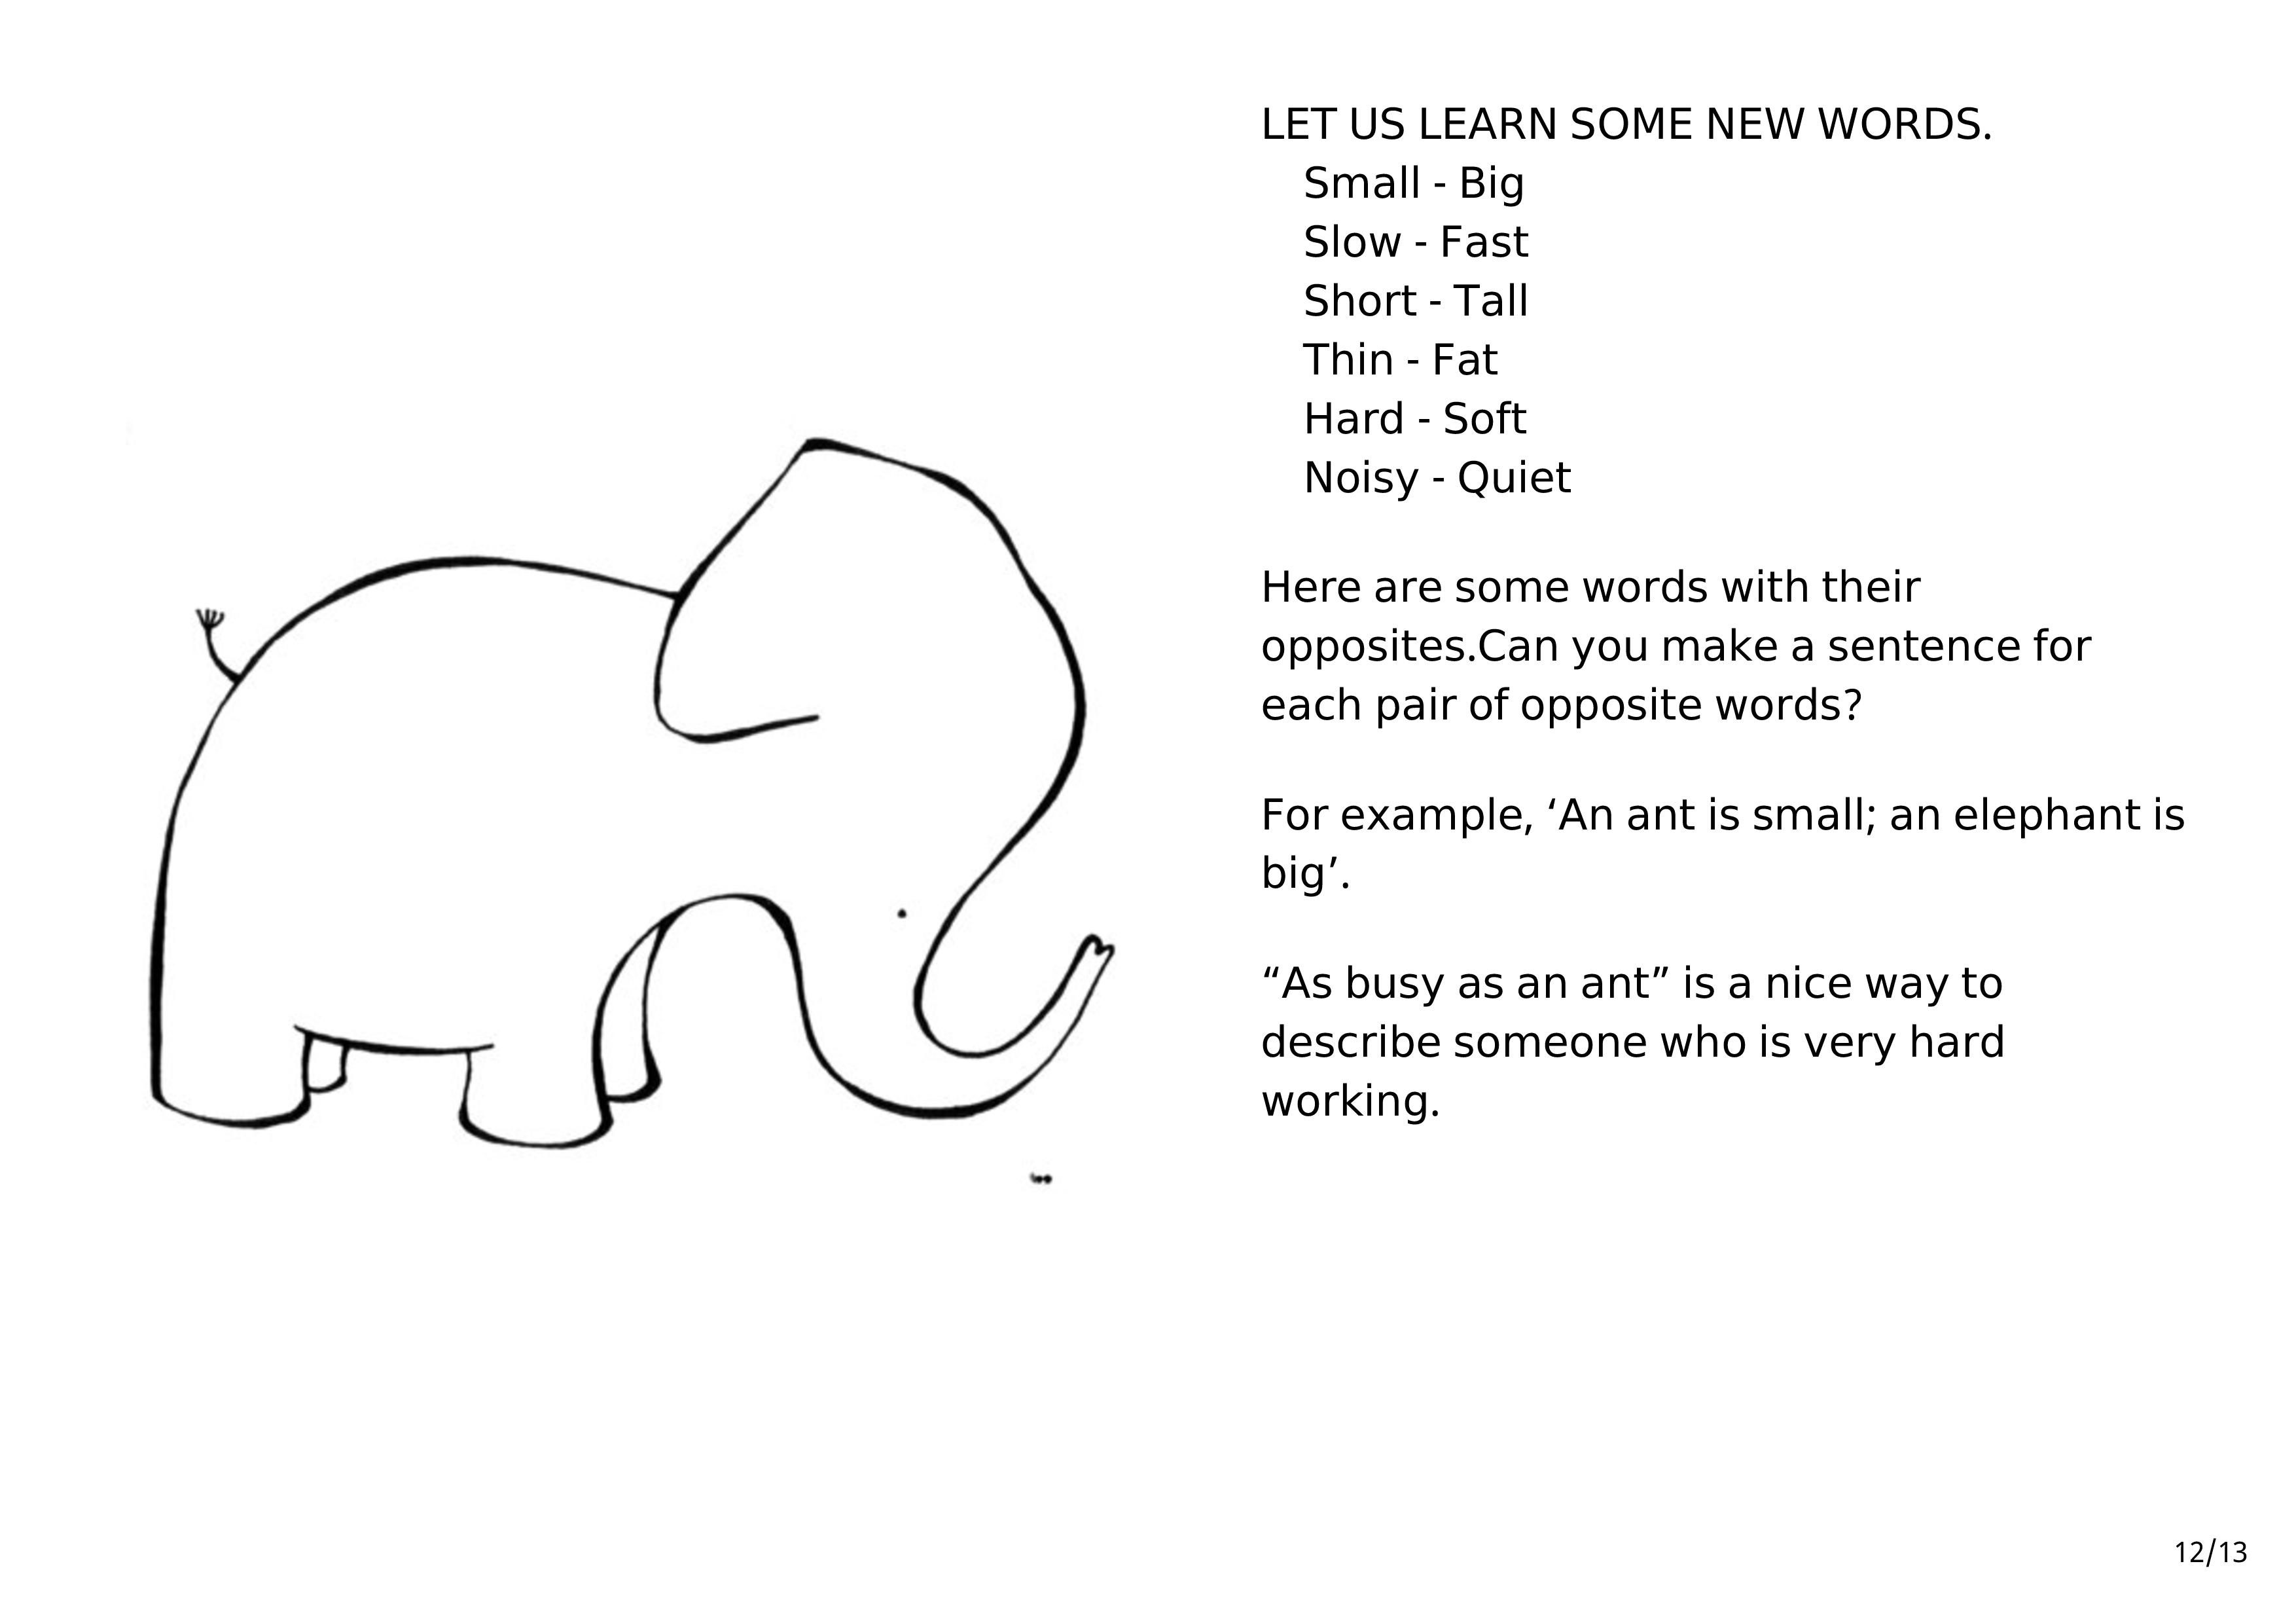 LET US LEARN SOME NEW WORDS.
Small - Big
Slow - Fast
Short - Tall
Thin - Fat
Hard - Soft
Noisy - Quiet
Here are some words with their
opposites.Can you make a sentence for
each pair of opposite words?
For example, ‘An ant is small; an elephant is
big’.
“As busy as an ant” is a nice way to
describe someone who is very hard
working.
12/13